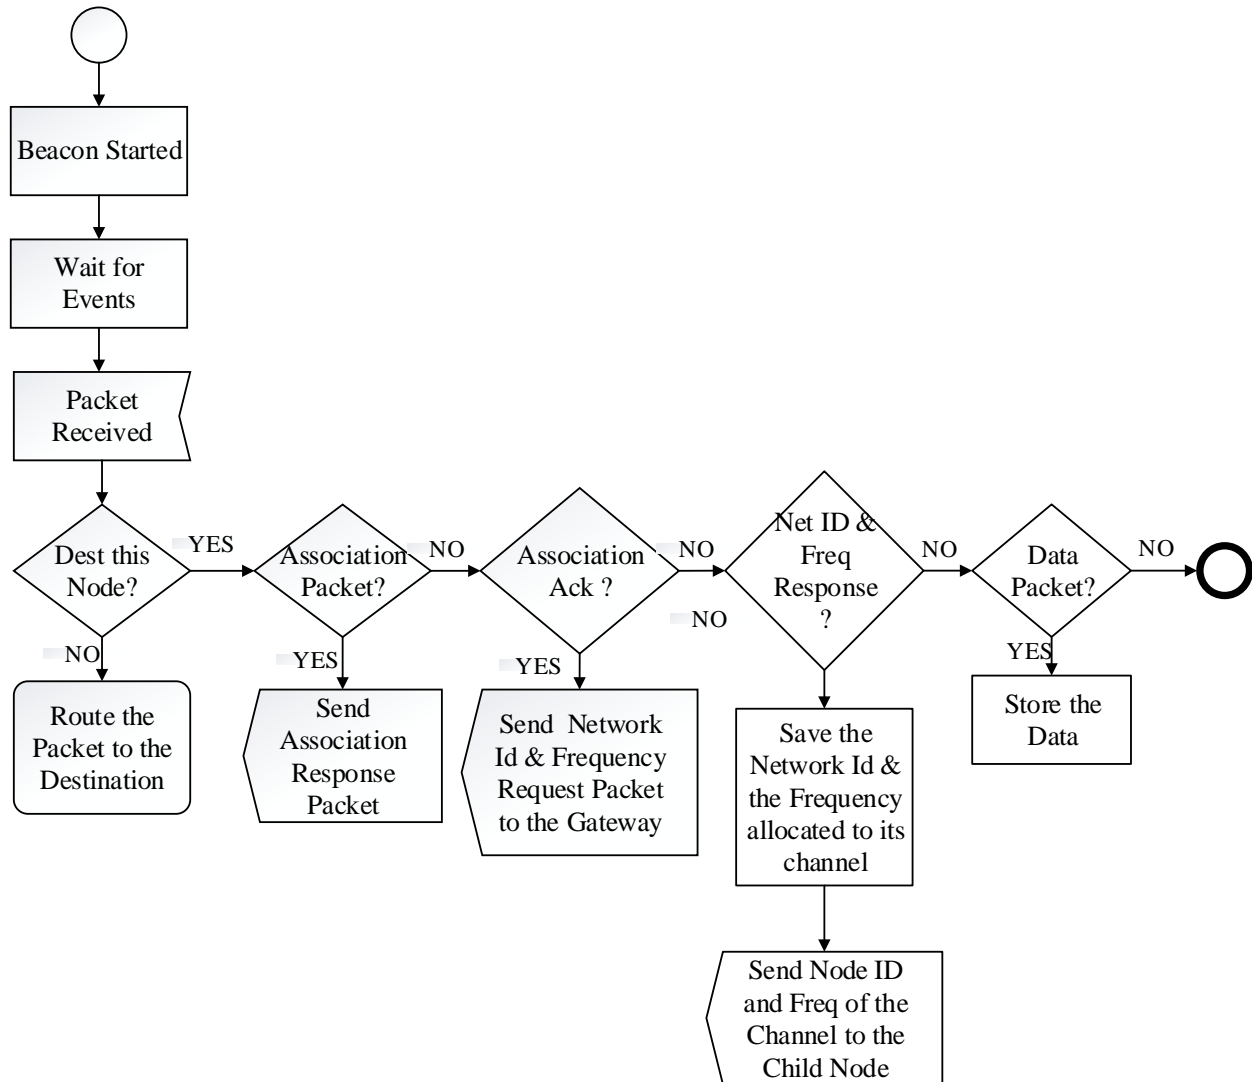 Beacon Started
Wait for
Events
Packet
Received
Dest this
Node?
YES
NO
Route the
Packet to the
Destination
Association
Packet?
NO
YES
Send
Association
Response
Packet
Association
Ack ?
NO
NO
YES
Send Network
Id & Frequency
Request Packet
to the Gateway
Net ID &
Freq
Response
?
NO
Save the
Network Id &
the Frequency
allocated to its
channel
Send Node ID
and Freq of the
Channel to the
Child Node
Data
Packet?
NO
YES
Store the
Data